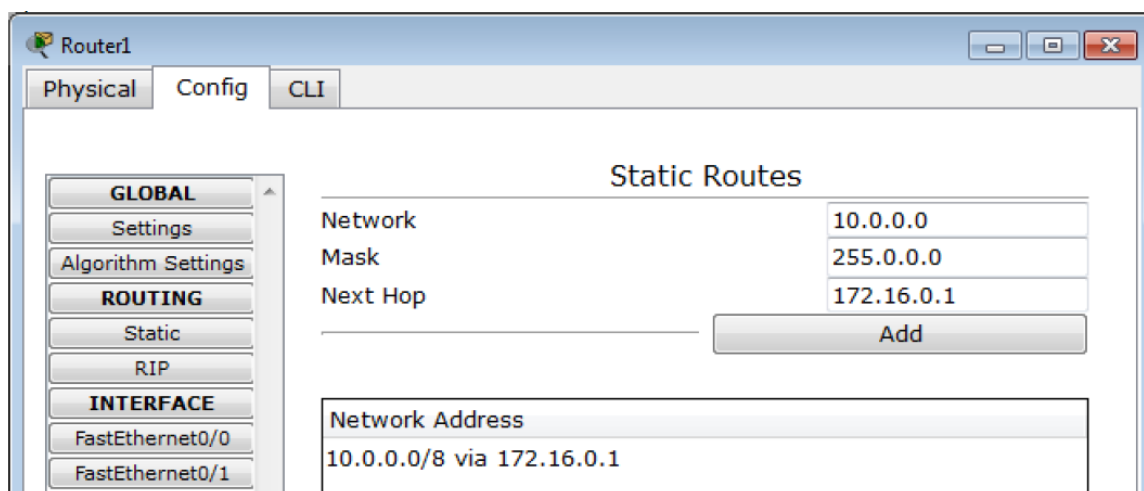 Router1
Physical Config CLI
Static Routes
GLOBAL
Settings
Algorithm Settings
ROUTING
Static
RIP
INTERFACE
FastEthernet0/0
FastEthernet0/1
Network 10.0.0.0
Mask 255.0.0.0
Next Hop 172.16.0.1
Add
Network Address
10.0.0.0/8 via 172.16.0.1